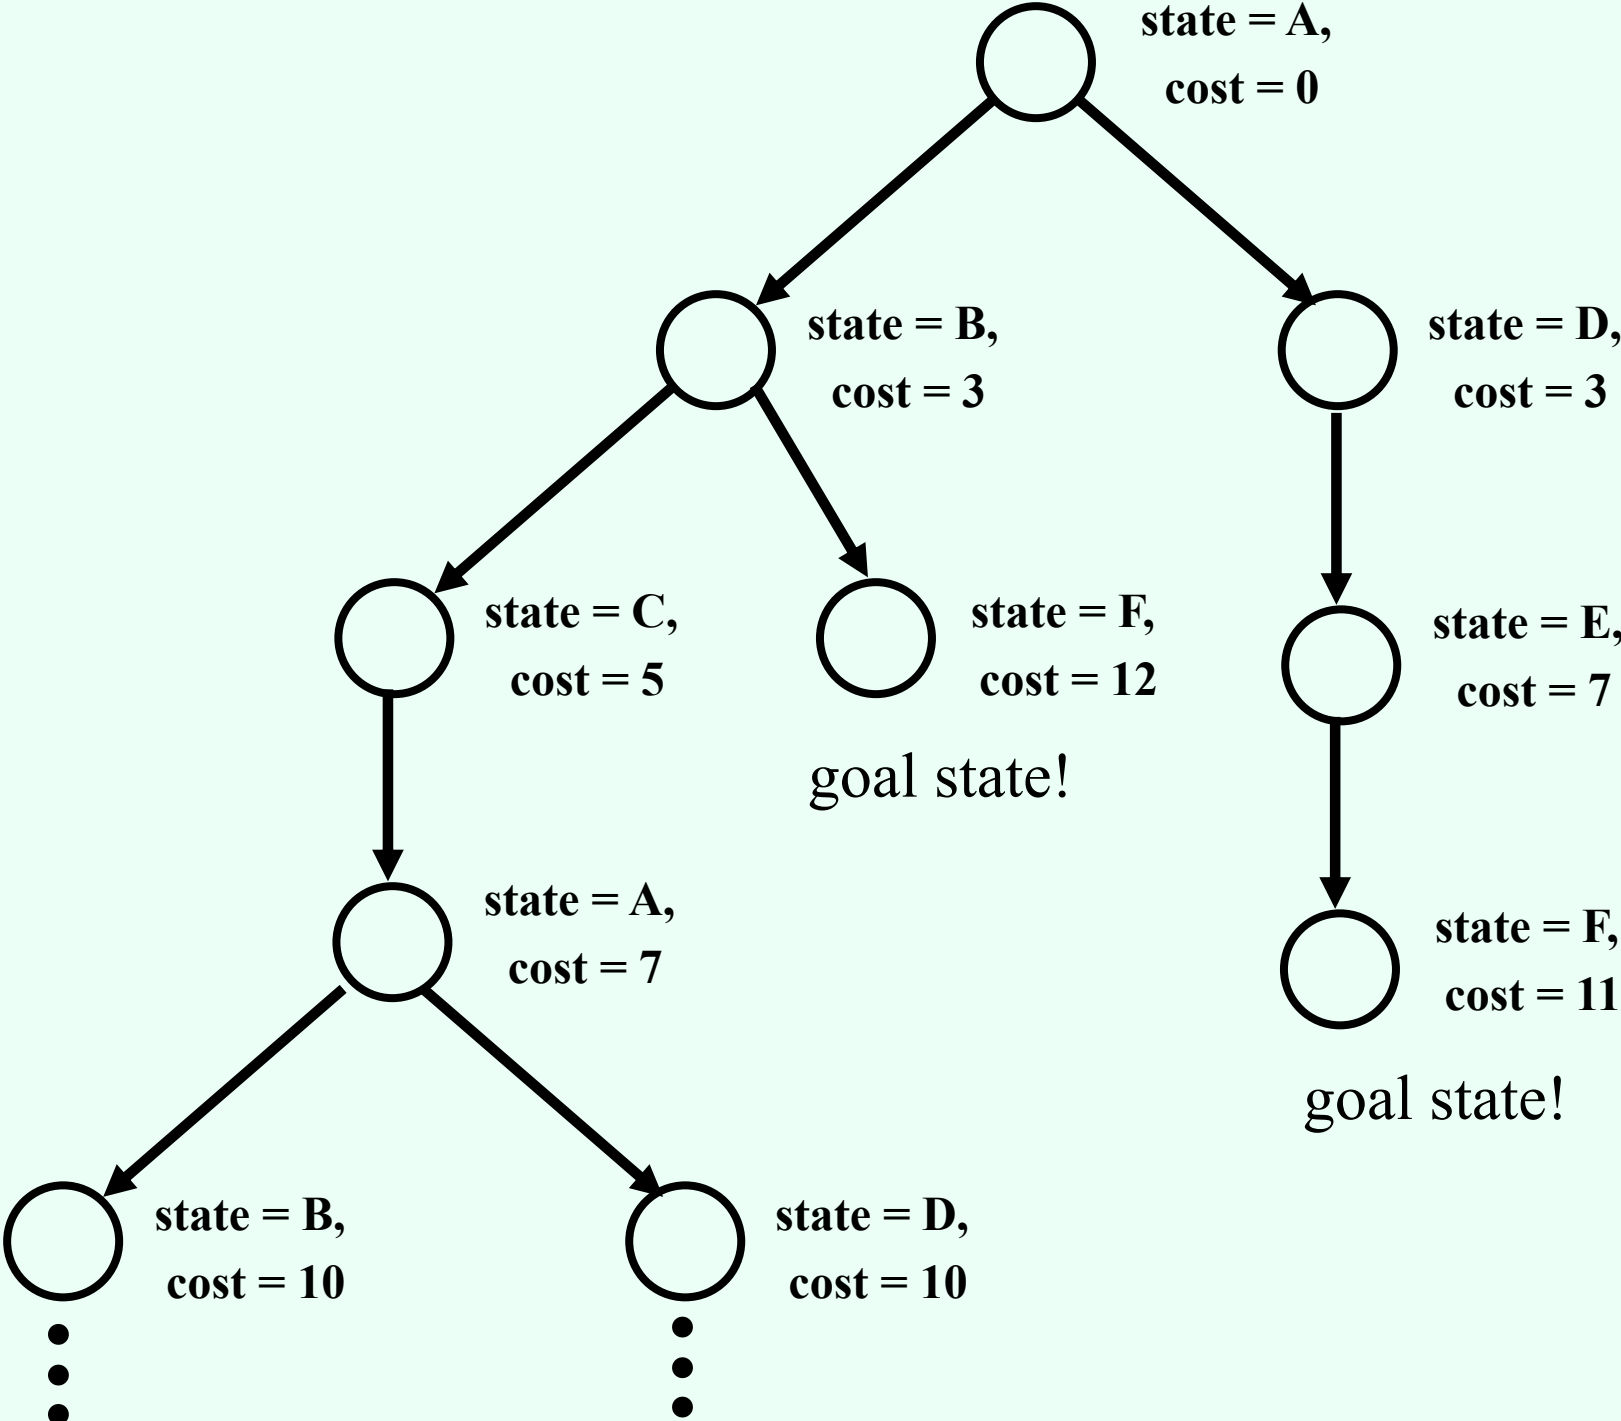 state = A,
cost = 0
state = B,
cost = 3
state = D,
cost = 3
state = C,
cost = 5
state = F,
cost = 12
goal state!
state = E,
cost = 7
state = A,
cost = 7
state = F,
cost = 11
goal state!
state = B,
cost = 10
state = D,
cost = 10